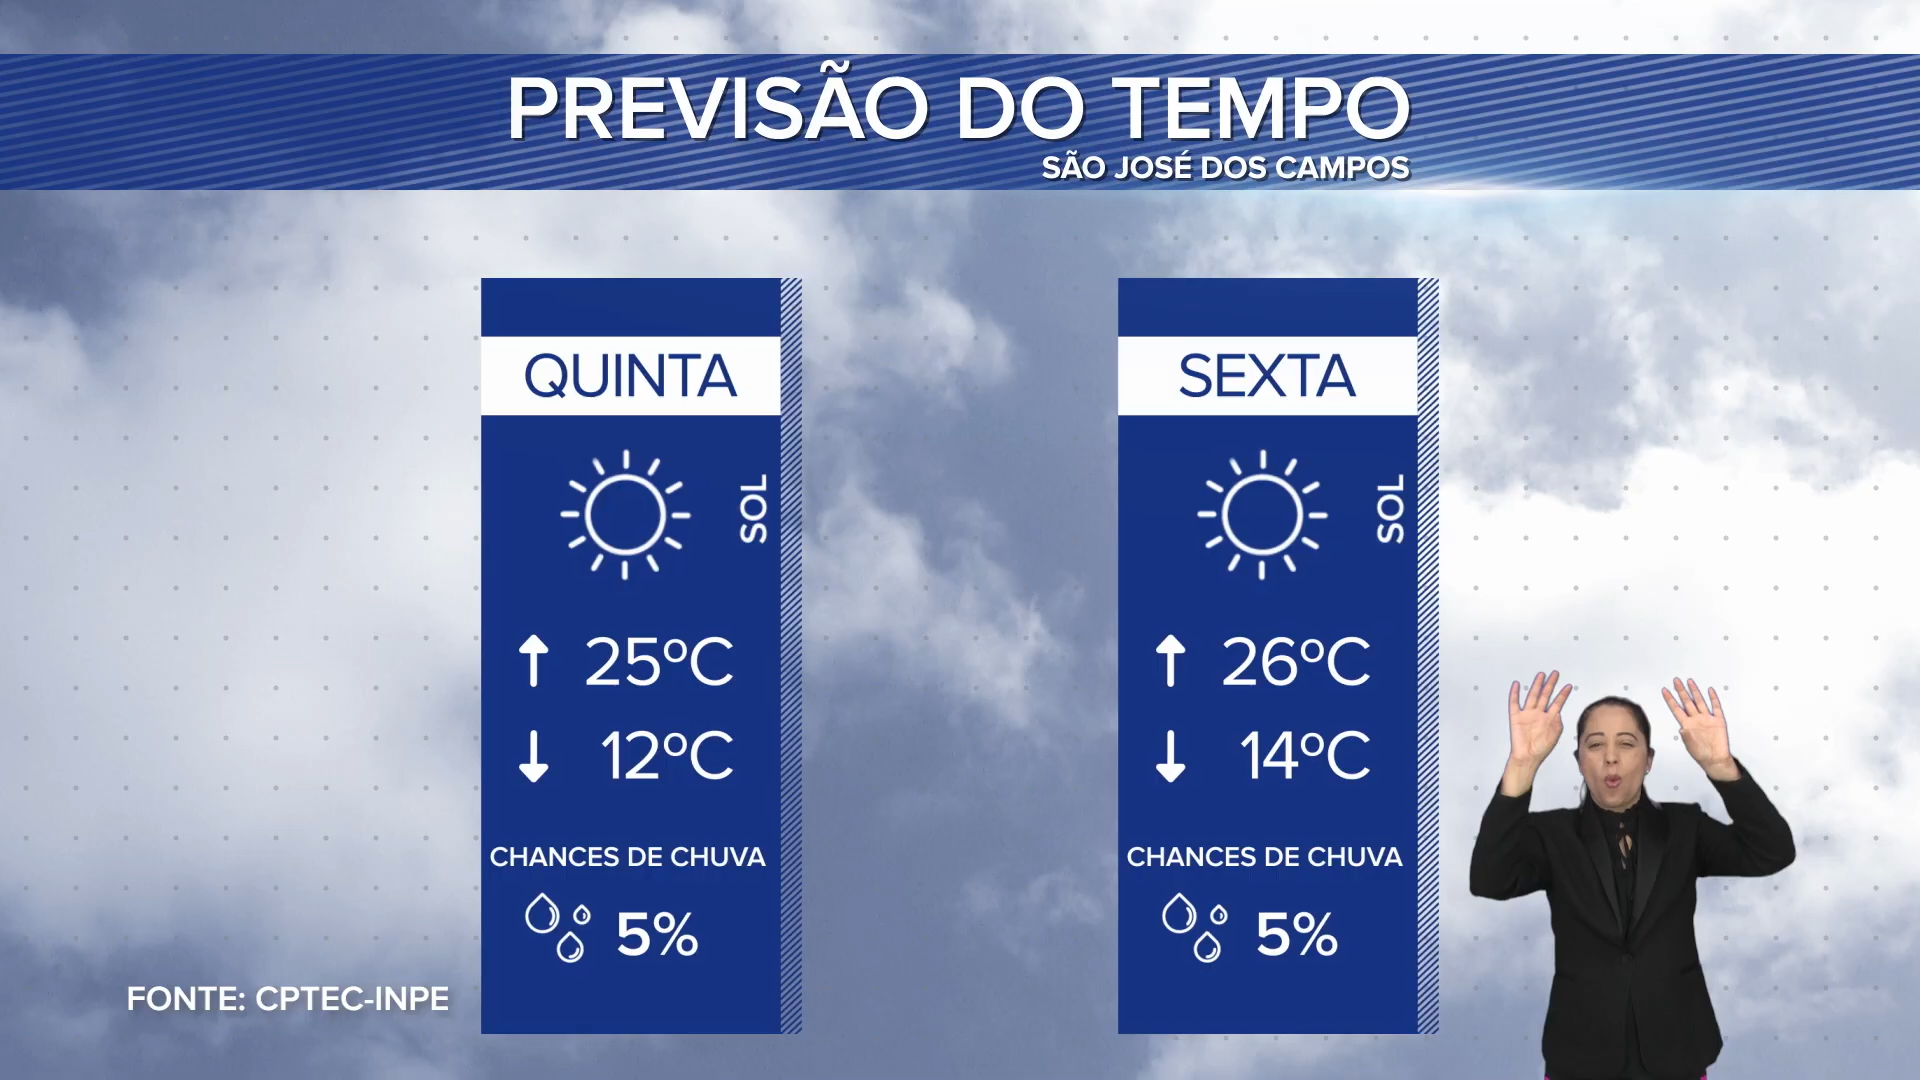 PREVISÃO DO TEMPO
SÃO JOSÉ DOS CAMPOS
QUINTA
SOL
25ºC
12ºC
CHANCES DE CHUVA
5%
SEXTA
SOL
26ºC
14ºC
CHANCES DE CHUVA
5%
FONTE: CPTEC-INPE